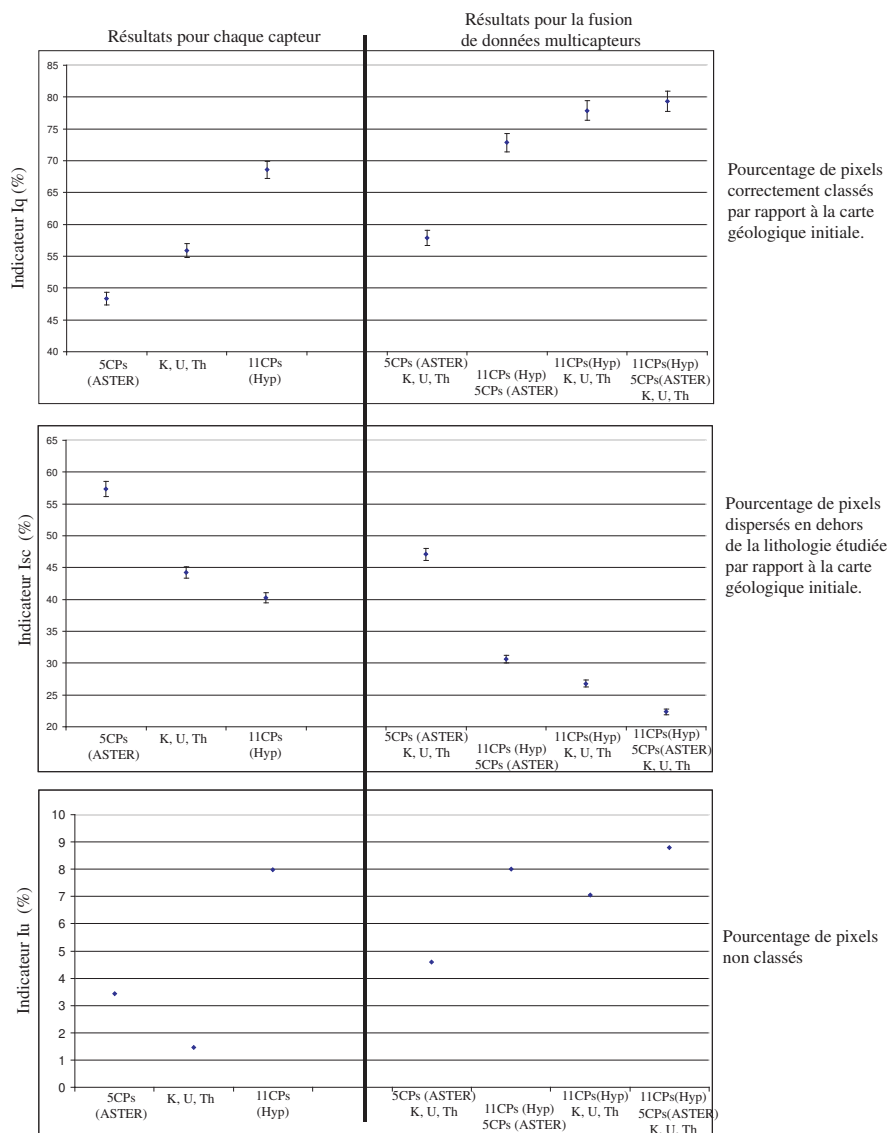 Résultats pour chaque capteur
Résultats pour la fusion
de données multicapteurs
Indicateur Iq (%)
85
80
75
70
65
60
55
50
45
40
5CPs
(ASTER)
K, U, Th
11CPs
(Hyp)
5CPs (ASTER)
K, U, Th
11CPs (Hyp)
5CPs (ASTER)
11CPs(Hyp)
K, U, Th
11CPs(Hyp)
5CPs(ASTER)
K, U, Th
Pourcentage de pixels
correctement classés
par rapport à la carte
géologique initiale.
Indicateur Isc (%)
65
60
55
50
45
40
35
30
25
20
5CPs
(ASTER)
K, U, Th
11CPs
(Hyp)
5CPs (ASTER)
K, U, Th
11CPs (Hyp)
5CPs (ASTER)
11CPs(Hyp)
K, U, Th
11CPs(Hyp)
5CPs(ASTER)
K, U, Th
Pourcentage de pixels
dispersés en dehors
de la lithologie étudiée
par rapport à la carte
géologique initiale.
Indicateur Iu (%)
10
9
8
7
6
5
4
3
2
1
0
5CPs
(ASTER)
K, U, Th
11CPs
(Hyp)
5CPs (ASTER)
K, U, Th
11CPs (Hyp)
5CPs (ASTER)
11CPs(Hyp)
K, U, Th
11CPs(Hyp)
5CPs(ASTER)
K, U, Th
Pourcentage de pixels
non classés